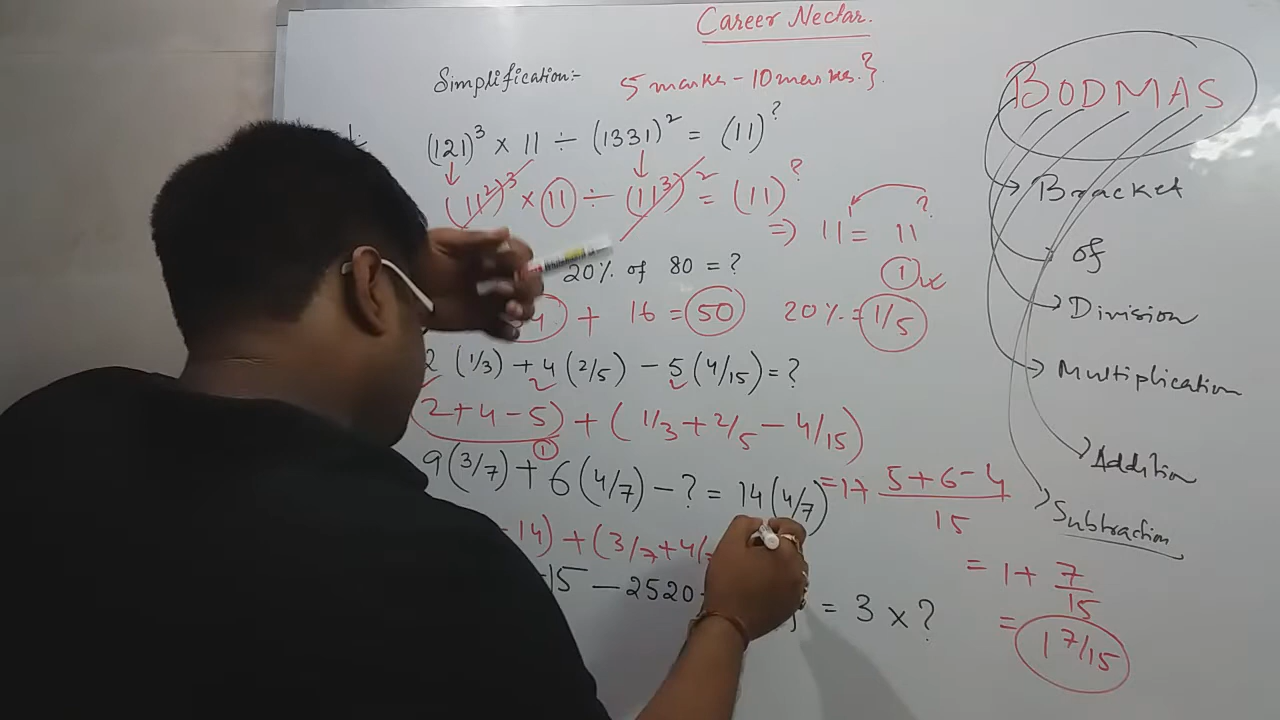 Career Nectar.
Simplification:- 5 marks - 10 marks.}
(121)³ × 11 ÷ (1331)² = (11)^?
(11²)³ × 11 ÷ (11³)² = (11)^?
=) 11¹ = 11^?
1
20% of 80 = ?
+ 16 = 50 20% = 1/5
2 (1/3) + 4 (2/5) - 5 (4/15) = ?
(2+4-5) + (1/3 + 2/5 - 4/15)
1
= 1+ 5+6-4/15
= 1+ 7/15
= 1 7/15
9(3/7) + 6(4/7) - ? = 14(4/7)
-14) + (3/7+4/
15 - 2520 = 3 × ?
BODMAS
Bracket
of
Division
Multiplication
Addition
Subtraction